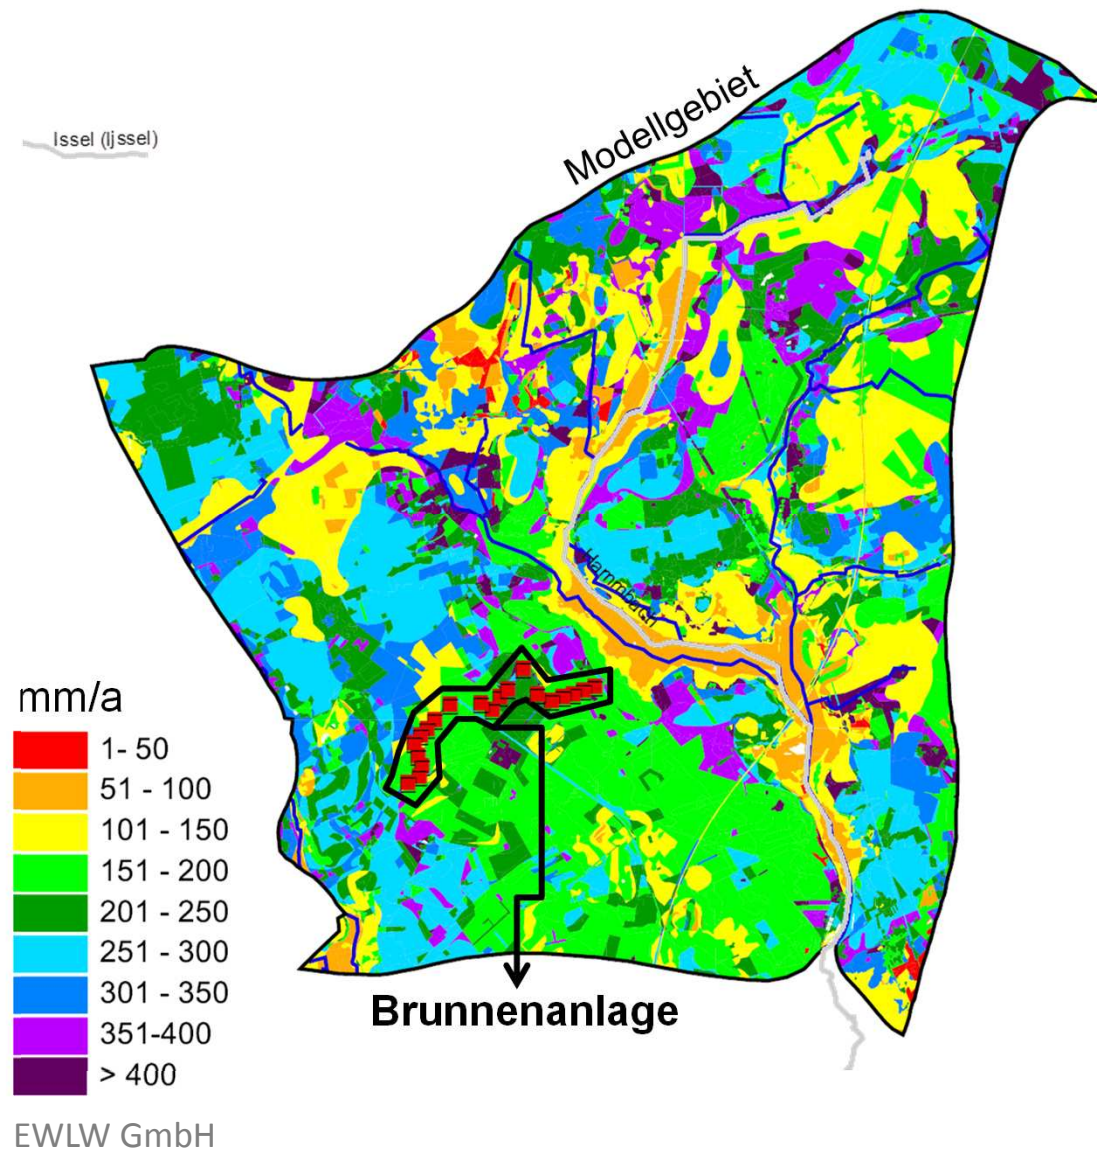 Issel (Ijssel)
Modellgebiet
Hammbach
mm/a
1- 50
51 - 100
101 - 150
151 - 200
201 - 250
251 - 300
301 - 350
351-400
> 400
Brunnenanlage
EWLW GmbH